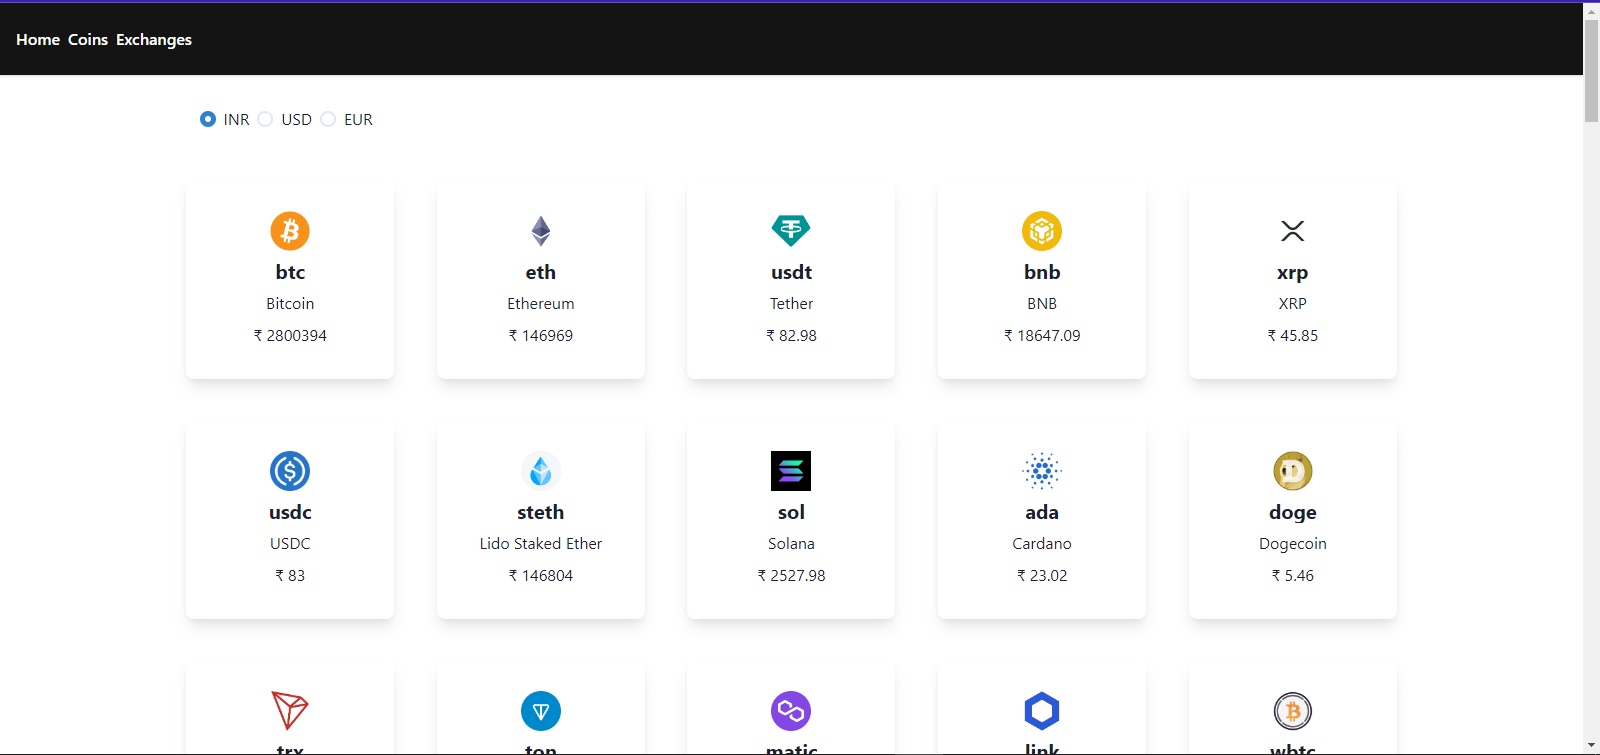 Home Coins Exchanges
INR USD EUR
btc eth usdt bnb xrp
Bitcoin Ethereum Tether BNB XRP
₹ 2800394 ₹ 146969 ₹ 82.98 ₹ 18647.09 ₹ 45.85
usdc steth sol ada doge
USDC Lido Staked Ether Solana Cardano Dogecoin
₹ 83 ₹ 146804 ₹ 2527.98 ₹ 23.02 ₹ 5.46
trx ton matic link wbtc